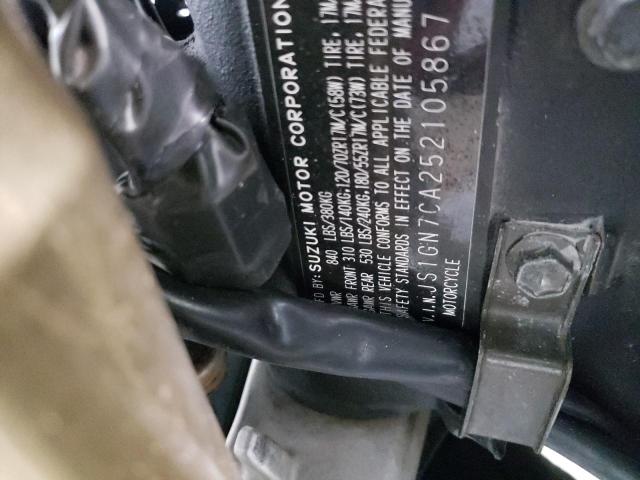 FD BY:SUZUKI MOTOR CORPORATION
840 LBS/380KG
FRONT 310 LBS/140KG.120/70ZR17M/C(58W) TIRE, 17M/
REAR 530 LBS/240KG.180/55ZR17M/C(73W) TIRE, 17M/
THIS VEHICLE CONFORMS TO ALL APPLICABLE FEDERA
SAFETY STANDARDS IN EFFECT ON THE DATE OF MANU
V.I.N.JS1GN7CA252105867
MOTORCYCLE